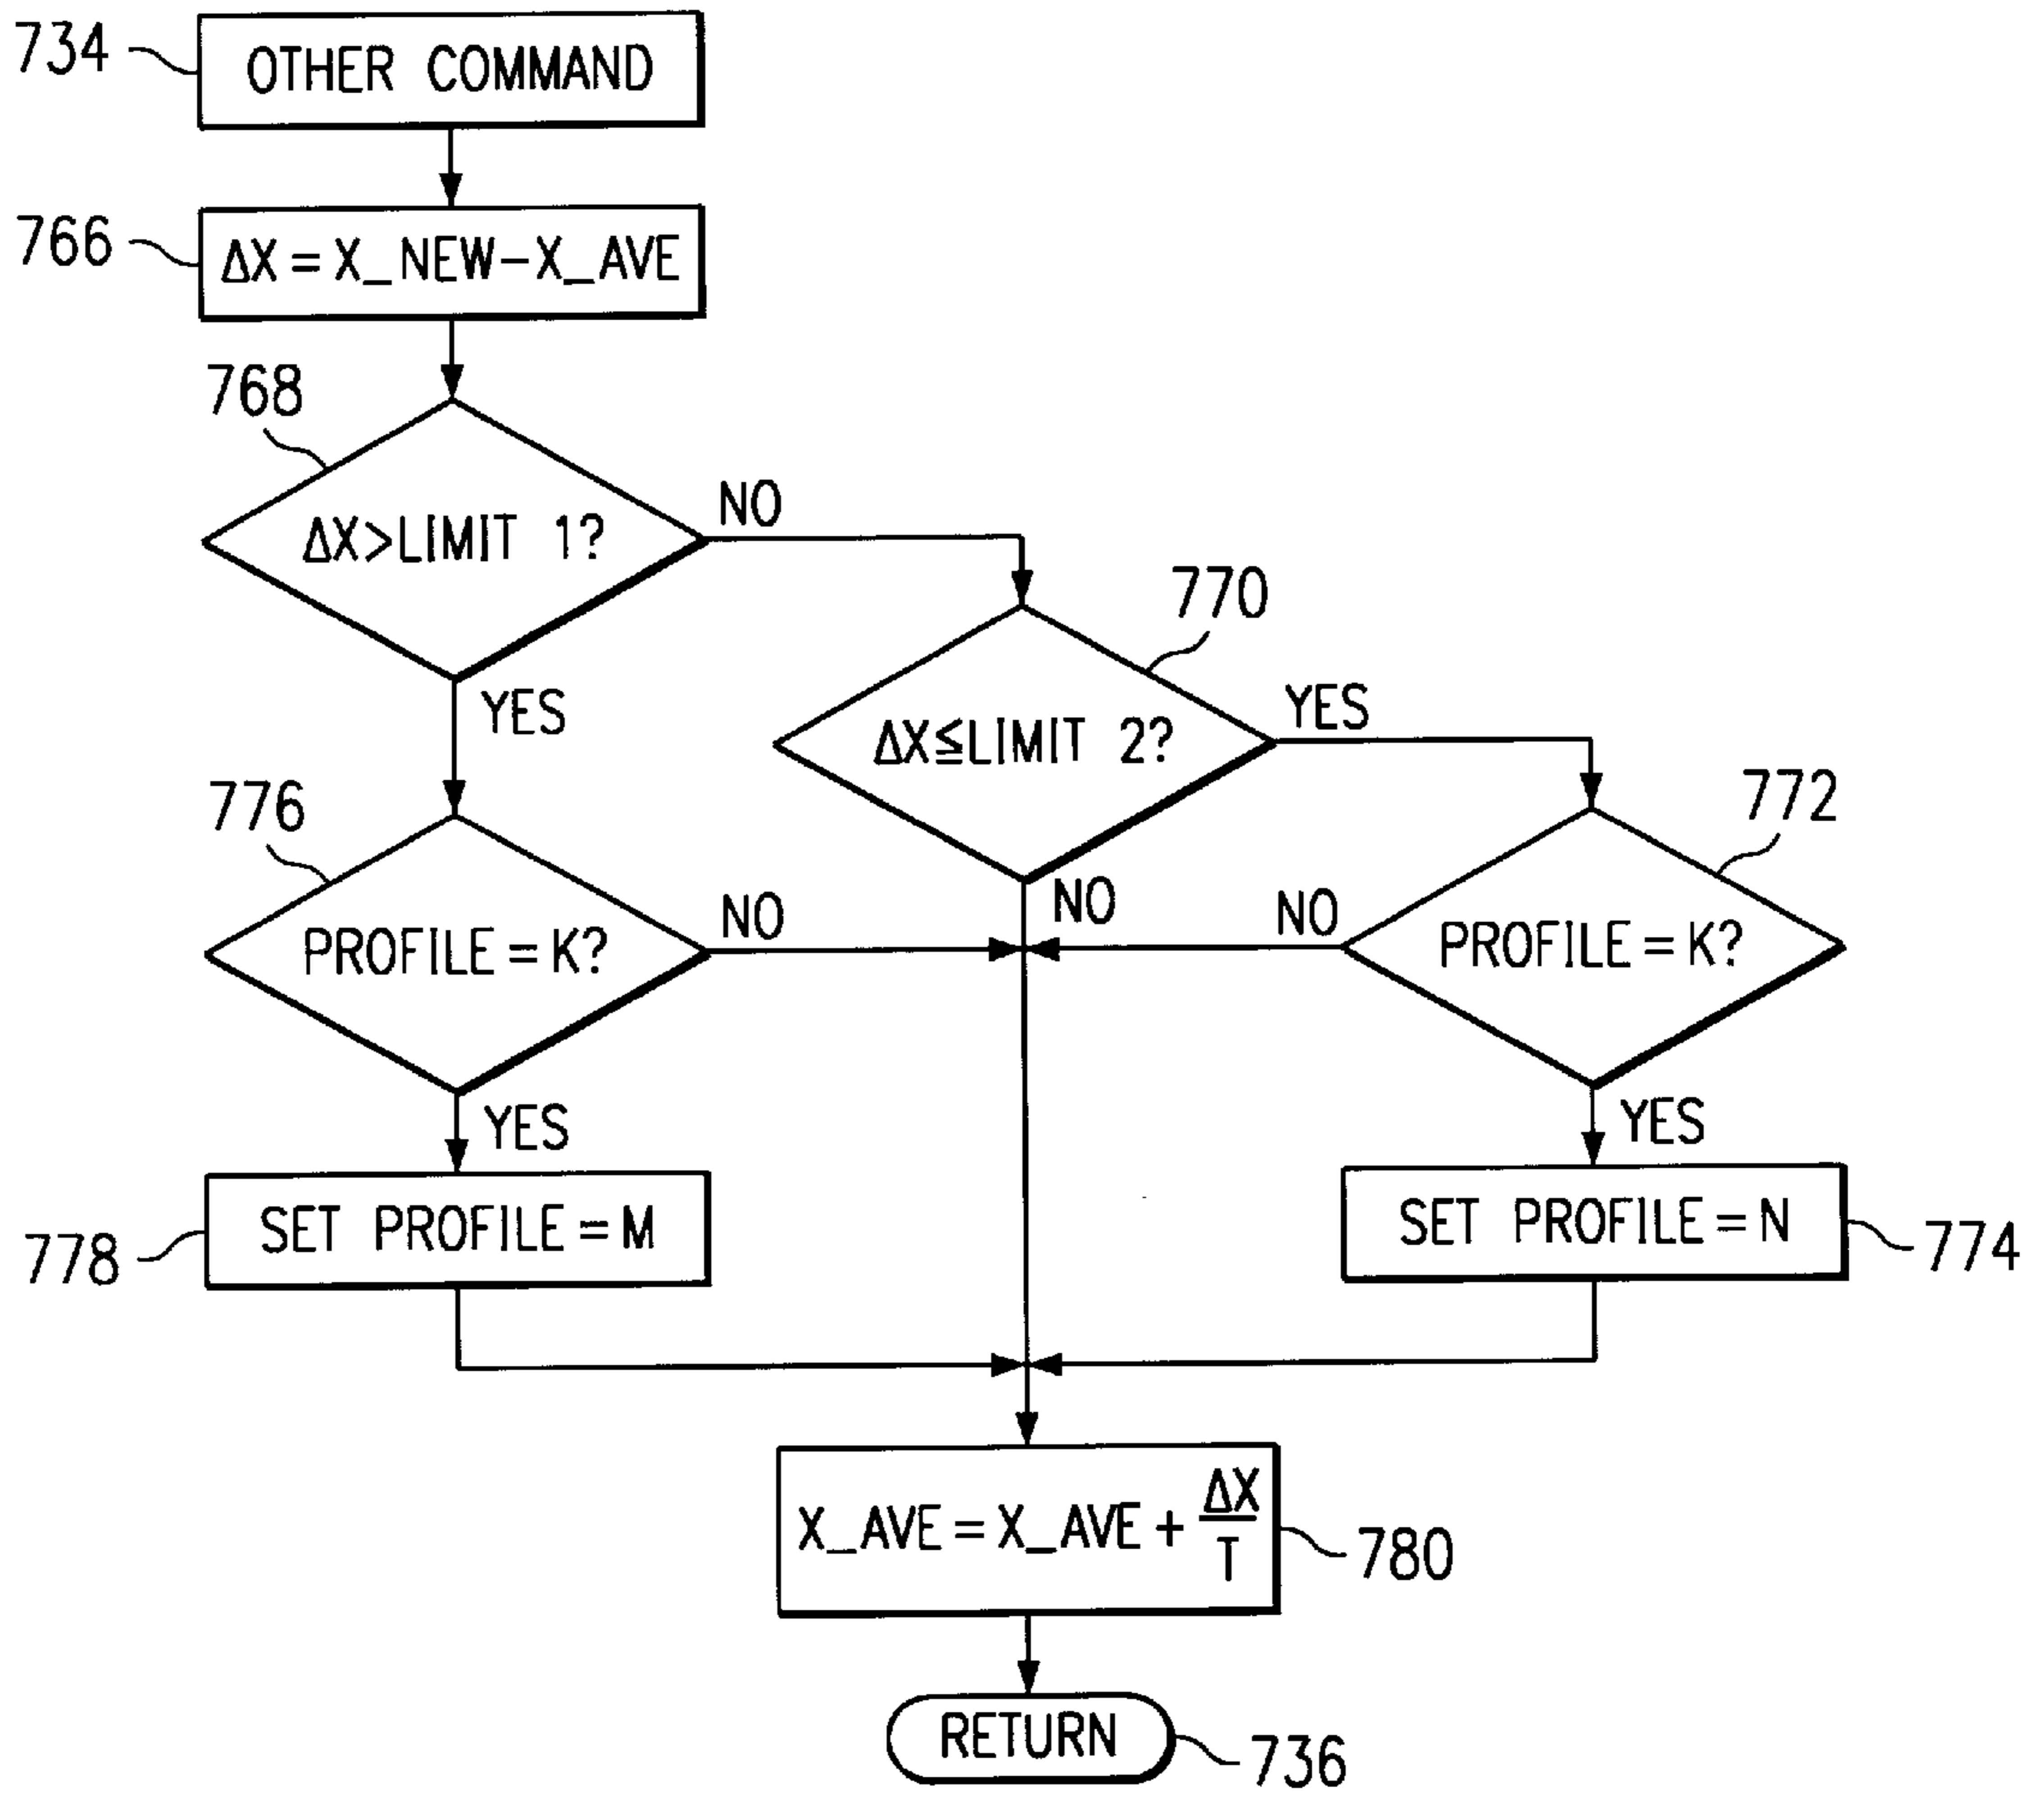 734
OTHER COMMAND
766
ΔX = X_NEW-X_AVE
768
ΔX>LIMIT 1?
NO
YES
770
ΔX≦LIMIT 2?
YES
NO
776
PROFILE = K?
NO
YES
772
PROFILE = K?
NO
YES
778
SET PROFILE = M
SET PROFILE = N
774
X_AVE = X_AVE + ΔX
T
780
RETURN
736